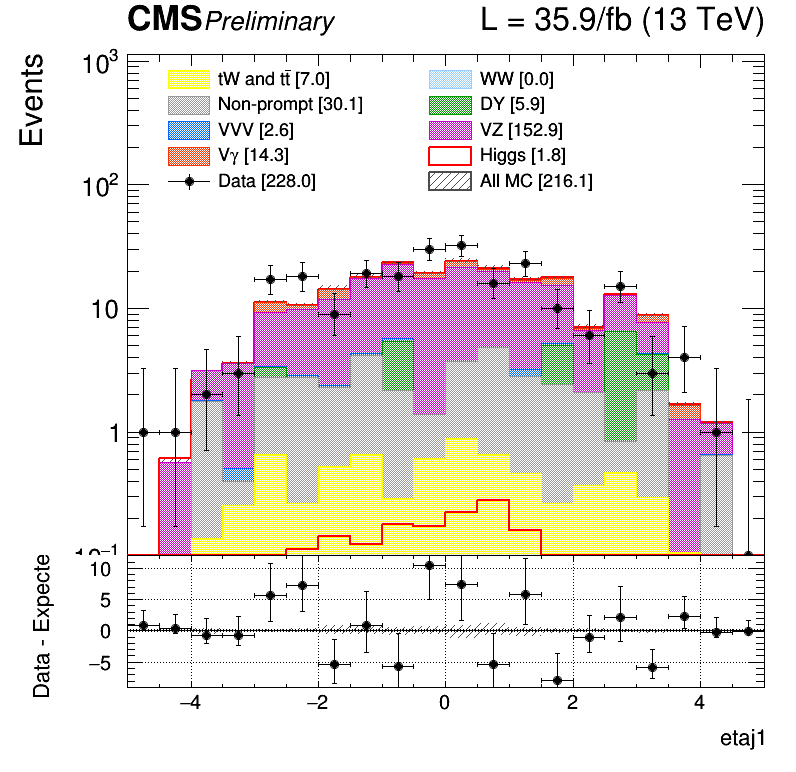 CMS Preliminary L = 35.9/fb (13 TeV)
Events
10³
10²
10
1
10⁻¹
tW and tt̄ [7.0] WW [0.0]
Non-prompt [30.1] DY [5.9]
VVV [2.6] VZ [152.9]
Vγ [14.3] Higgs [1.8]
Data [228.0] All MC [216.1]
Data - Expecte
10
5
0
−5
−4 −2 0 2 4
etaj1